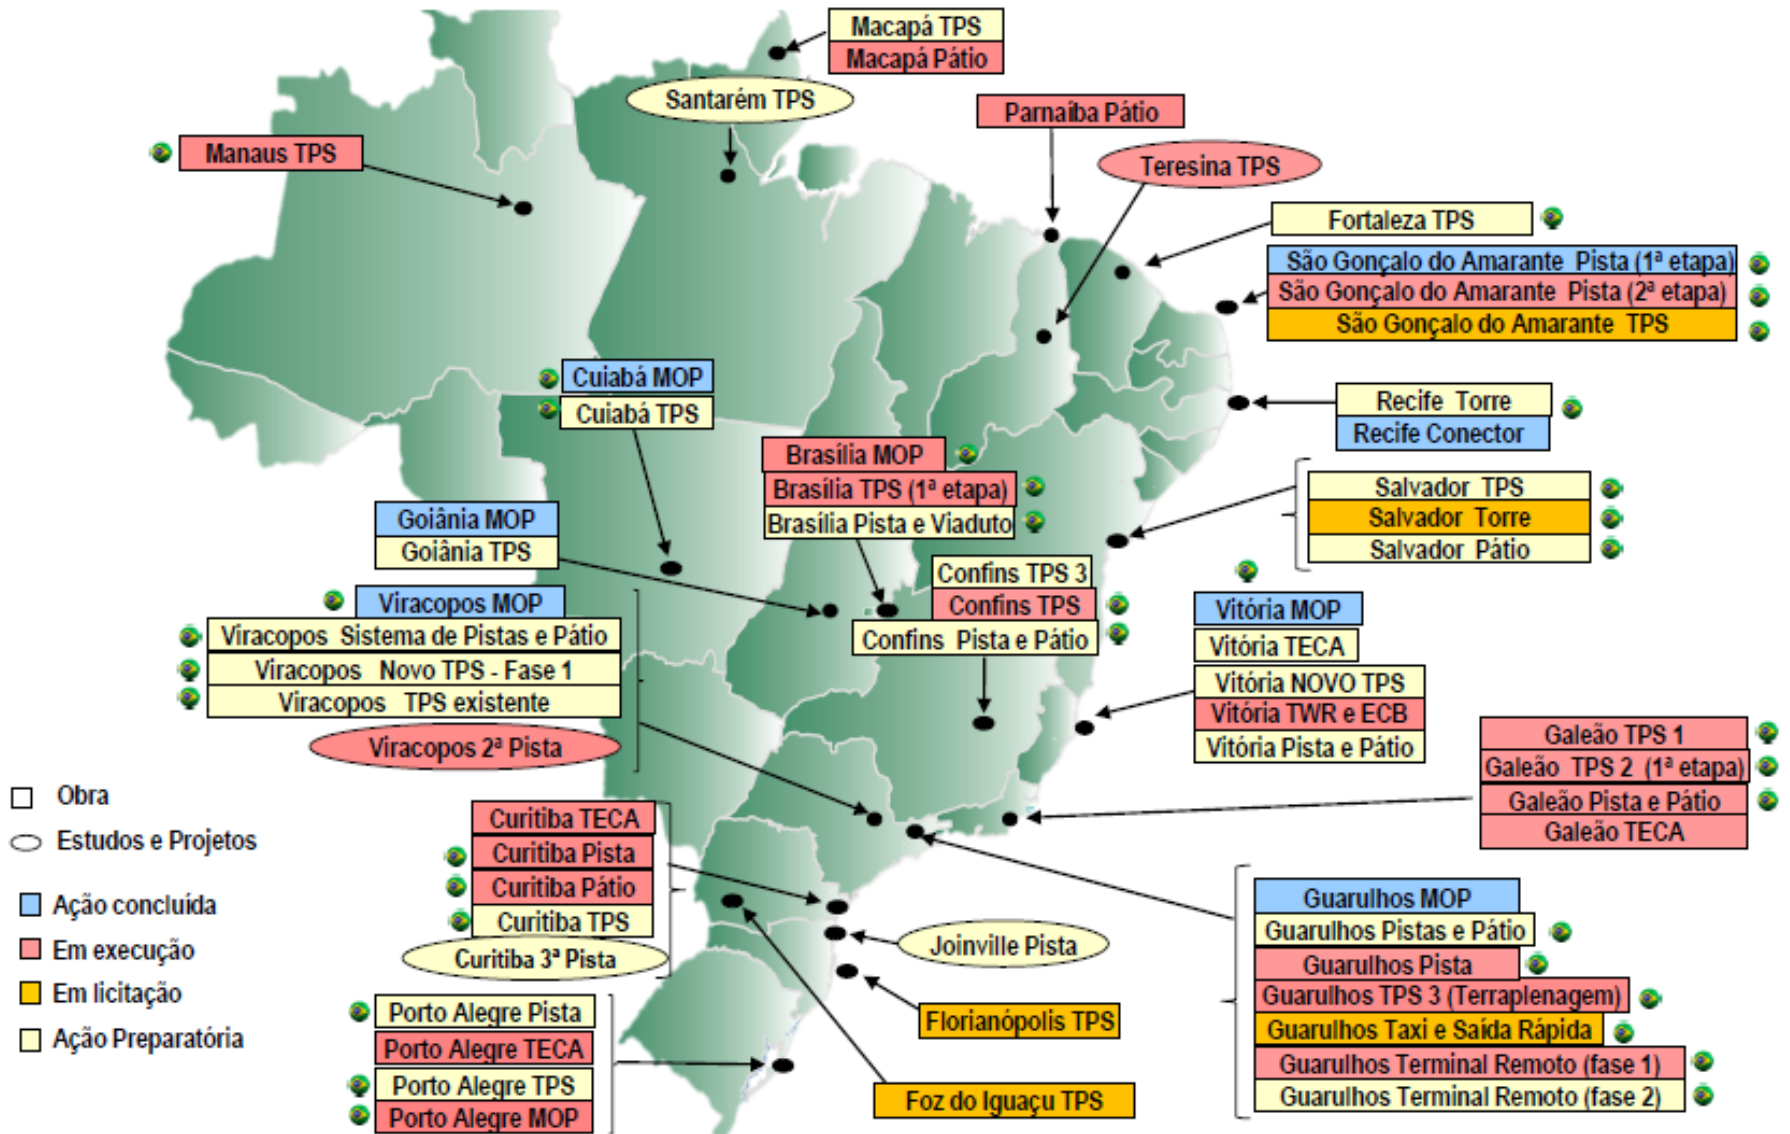 Macapá TPS
Macapá Pátio
Santarém TPS
Parnaíba Pátio
Manaus TPS
Teresina TPS
Fortaleza TPS
São Gonçalo do Amarante Pista (1ª etapa)
São Gonçalo do Amarante Pista (2ª etapa)
São Gonçalo do Amarante TPS
Cuiabá MOP
Cuiabá TPS
Recife Torre
Recife Conector
Brasília MOP
Brasília TPS (1ª etapa)
Brasília Pista e Viaduto
Salvador TPS
Salvador Torre
Salvador Pátio
Goiânia MOP
Goiânia TPS
Confins TPS 3
Confins TPS
Confins Pista e Pátio
Viracopos MOP
Viracopos Sistema de Pistas e Pátio
Viracopos Novo TPS - Fase 1
Viracopos TPS existente
Viracopos 2ª Pista
Vitória MOP
Vitória TECA
Vitória NOVO TPS
Vitória TWR e ECB
Vitória Pista e Pátio
Galeão TPS 1
Galeão TPS 2 (1ª etapa)
Galeão Pista e Pátio
Galeão TECA
Obra
Estudos e Projetos
Ação concluída
Em execução
Em licitação
Ação Preparatória
Curitiba TECA
Curitiba Pista
Curitiba Pátio
Curitiba TPS
Curitiba 3ª Pista
Joinville Pista
Florianópolis TPS
Foz do Iguaçu TPS
Porto Alegre Pista
Porto Alegre TECA
Porto Alegre TPS
Porto Alegre MOP
Guarulhos MOP
Guarulhos Pistas e Pátio
Guarulhos Pista
Guarulhos TPS 3 (Terraplenagem)
Guarulhos Taxi e Saída Rápida
Guarulhos Terminal Remoto (fase 1)
Guarulhos Terminal Remoto (fase 2)